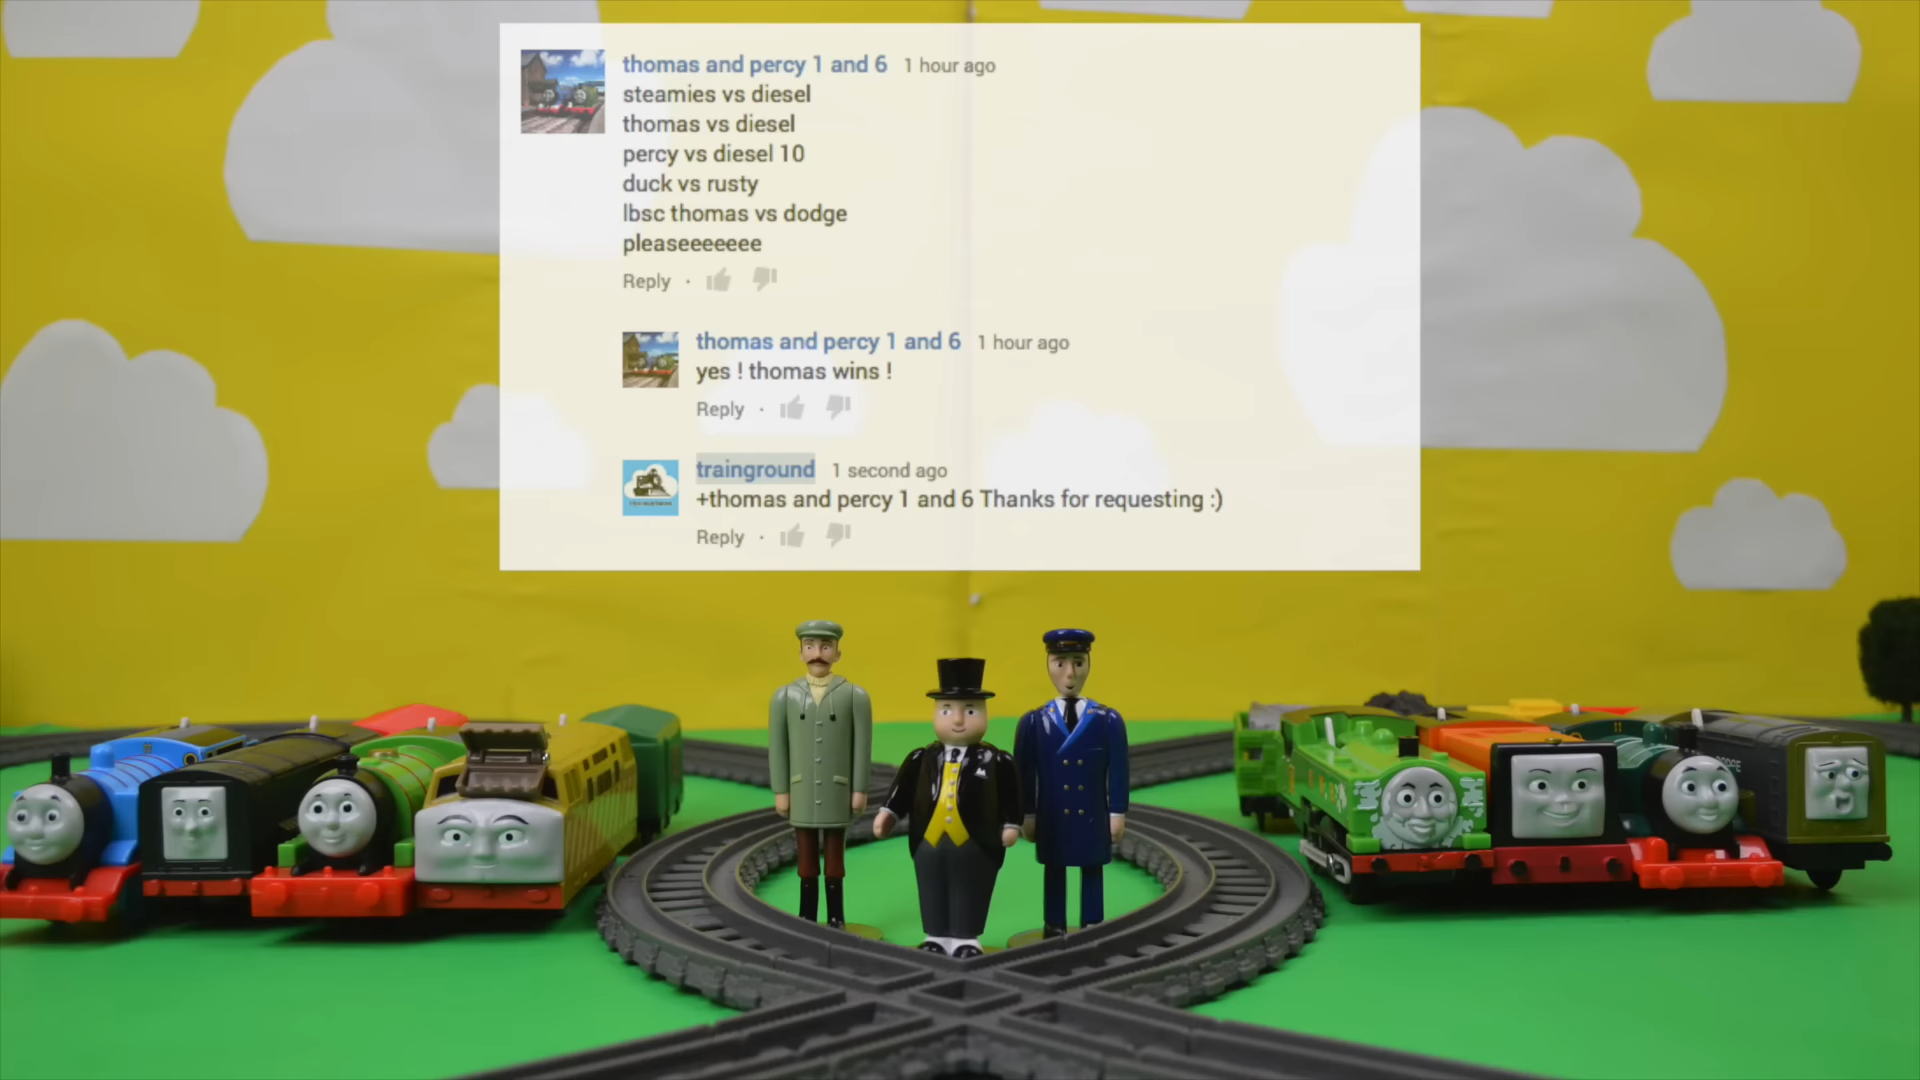 thomas and percy 1 and 6 1 hour ago
steamies vs diesel
thomas vs diesel
percy vs diesel 10
duck vs rusty
lbsc thomas vs dodge
pleaseeeeeee
Reply ·
thomas and percy 1 and 6 1 hour ago
yes ! thomas wins !
Reply ·
trainground 1 second ago
+thomas and percy 1 and 6 Thanks for requesting :)
Reply ·